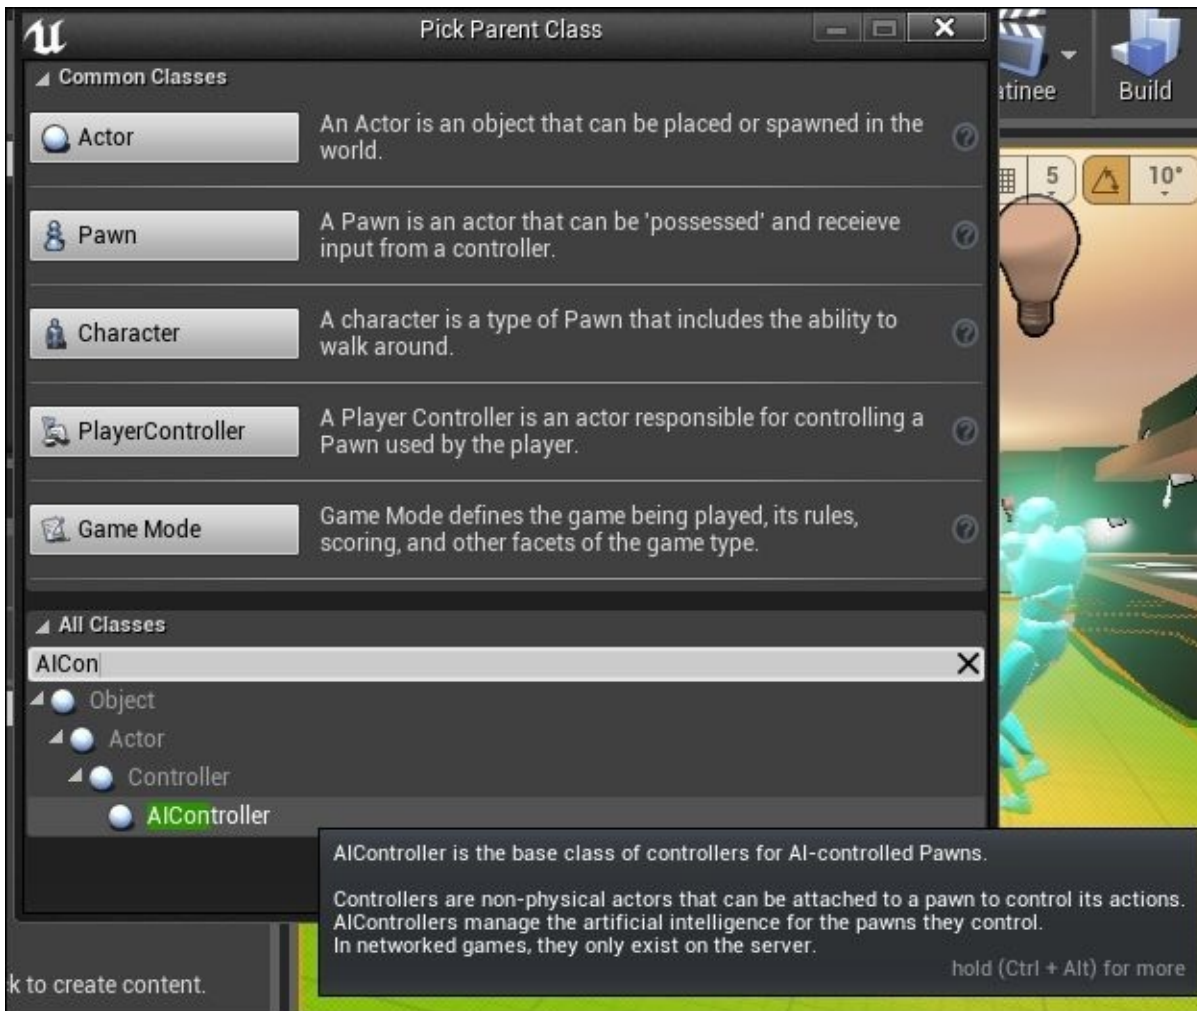 Pick Parent Class
Common Classes
Actor
An Actor is an object that can be placed or spawned in the
world.
Pawn
A Pawn is an actor that can be 'possessed' and receieve
input from a controller.
Character
A character is a type of Pawn that includes the ability to
walk around.
PlayerController
A Player Controller is an actor responsible for controlling a
Pawn used by the player.
Game Mode
Game Mode defines the game being played, its rules,
scoring, and other facets of the game type.
All Classes
AICon
Object
Actor
Controller
AIController
AIController is the base class of controllers for AI-controlled Pawns.
Controllers are non-physical actors that can be attached to a pawn to control its actions.
AIControllers manage the artificial intelligence for the pawns they control.
In networked games, they only exist on the server.
hold (Ctrl + Alt) for more
k to create content.
atinee
Build
5
10°